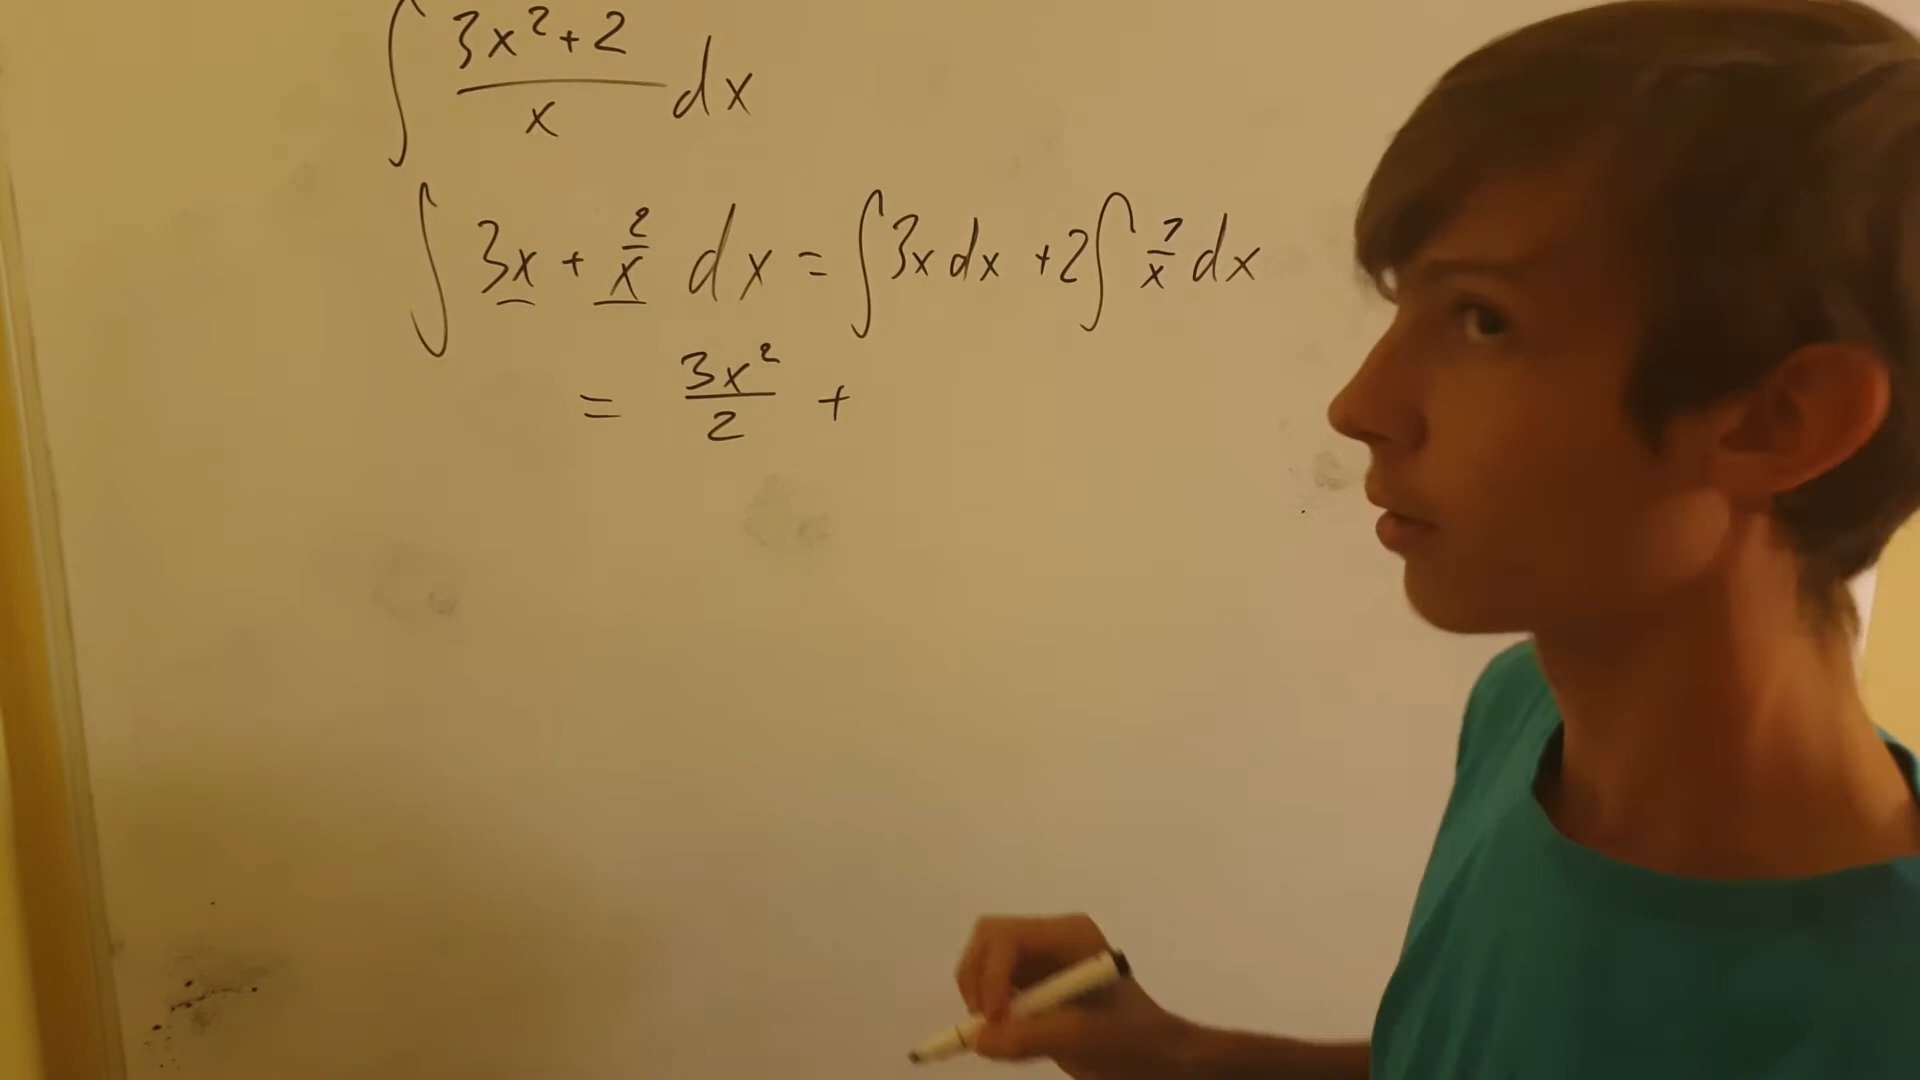 ∫ (3x²+2)/x dx
∫ 3x + 2/x dx = ∫3x dx + 2∫ 1/x dx
= 3x²/2 +